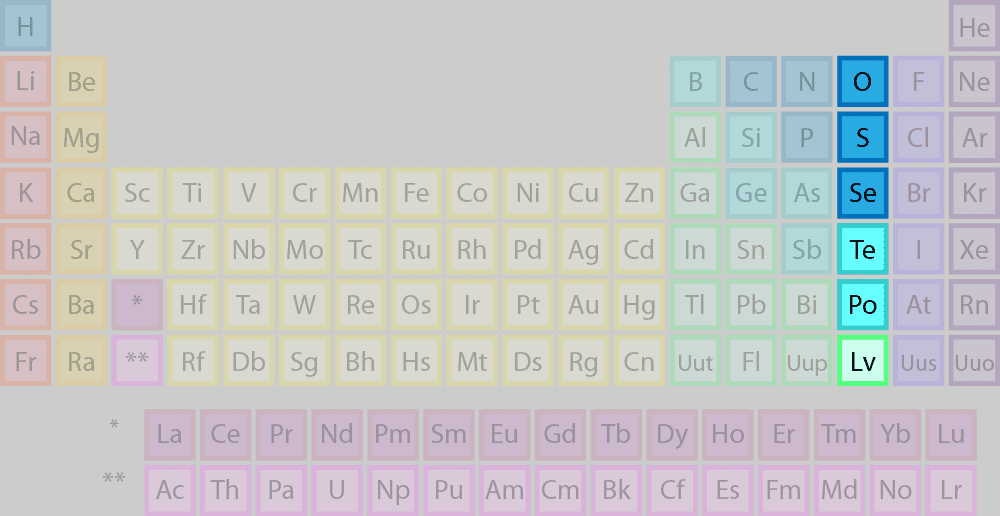 H He
Li Be B C N O F Ne
Na Mg Al Si P S Cl Ar
K Ca Sc Ti V Cr Mn Fe Co Ni Cu Zn Ga Ge As Se Br Kr
Rb Sr Y Zr Nb Mo Tc Ru Rh Pd Ag Cd In Sn Sb Te I Xe
Cs Ba * Hf Ta W Re Os Ir Pt Au Hg Tl Pb Bi Po At Rn
Fr Ra ** Rf Db Sg Bh Hs Mt Ds Rg Cn Uut Fl Uup Lv Uus Uuo
* La Ce Pr Nd Pm Sm Eu Gd Tb Dy Ho Er Tm Yb Lu
** Ac Th Pa U Np Pu Am Cm Bk Cf Es Fm Md No Lr